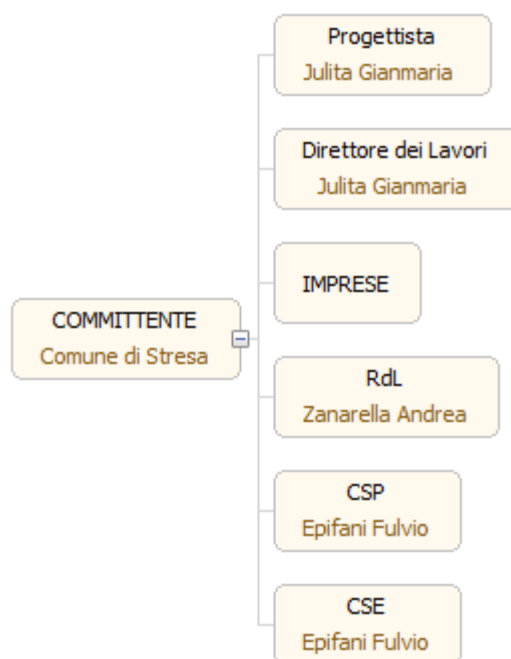 Progettista
Julita Gianmaria
Direttore dei Lavori
Julita Gianmaria
IMPRESE
COMMITTENTE
Comune di Stresa
RdL
Zanarella Andrea
CSP
Epifani Fulvio
CSE
Epifani Fulvio